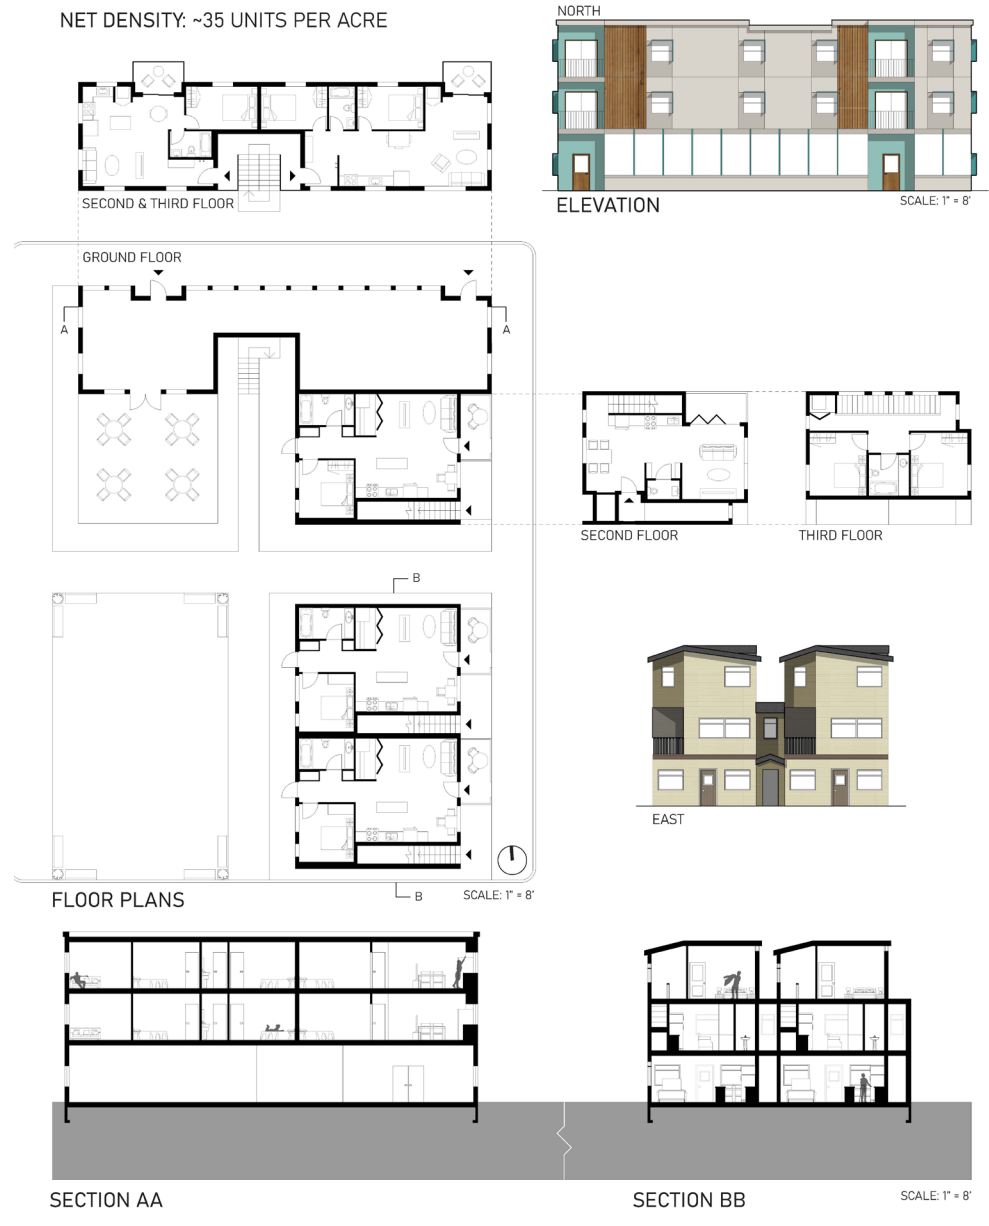 NET DENSITY: ~35 UNITS PER ACRE
NORTH
SECOND & THIRD FLOOR
ELEVATION
SCALE: 1" = 8'
GROUND FLOOR
A
A
SECOND FLOOR
THIRD FLOOR
B
EAST
B
FLOOR PLANS
SCALE: 1" = 8'
SECTION AA
SECTION BB
SCALE: 1" = 8'